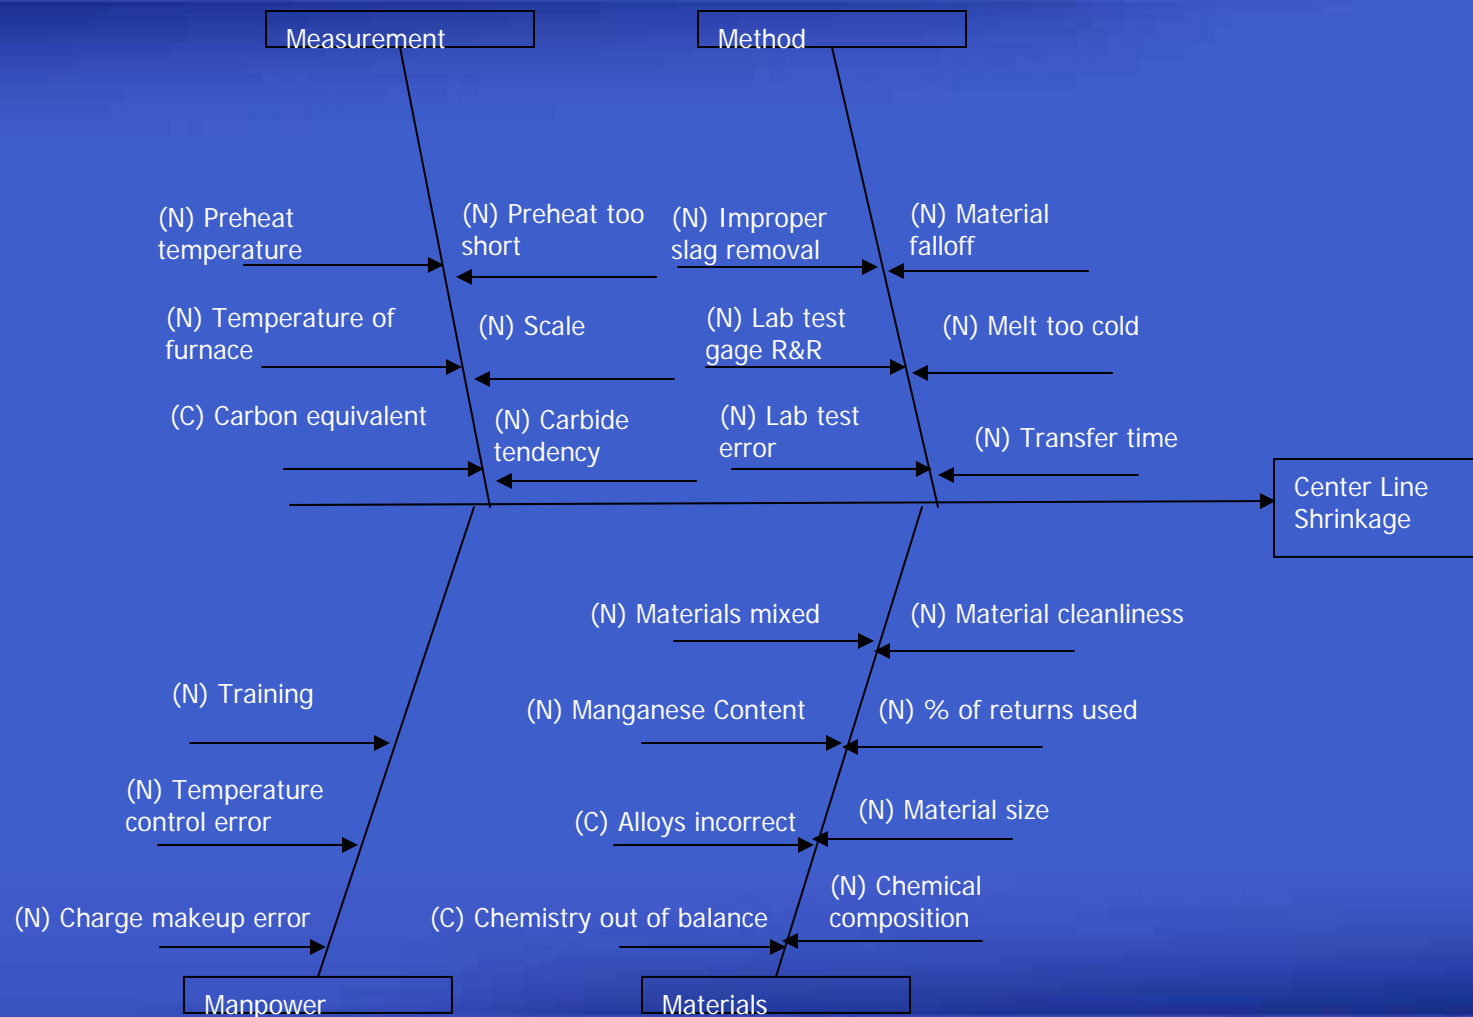 Measurement
Method
(N) Preheat
temperature
(N) Preheat too
short
(N) Improper
slag removal
(N) Material
falloff
(N) Temperature of
furnace
(N) Scale
(N) Lab test
gage R&R
(N) Melt too cold
(C) Carbon equivalent
(N) Carbide
tendency
(N) Lab test
error
(N) Transfer time
Center Line
Shrinkage
(N) Materials mixed
(N) Material cleanliness
(N) Training
(N) Manganese Content
(N) % of returns used
(N) Temperature
control error
(C) Alloys incorrect
(N) Material size
(N) Charge makeup error
(C) Chemistry out of balance
(N) Chemical
composition
Manpower
Materials